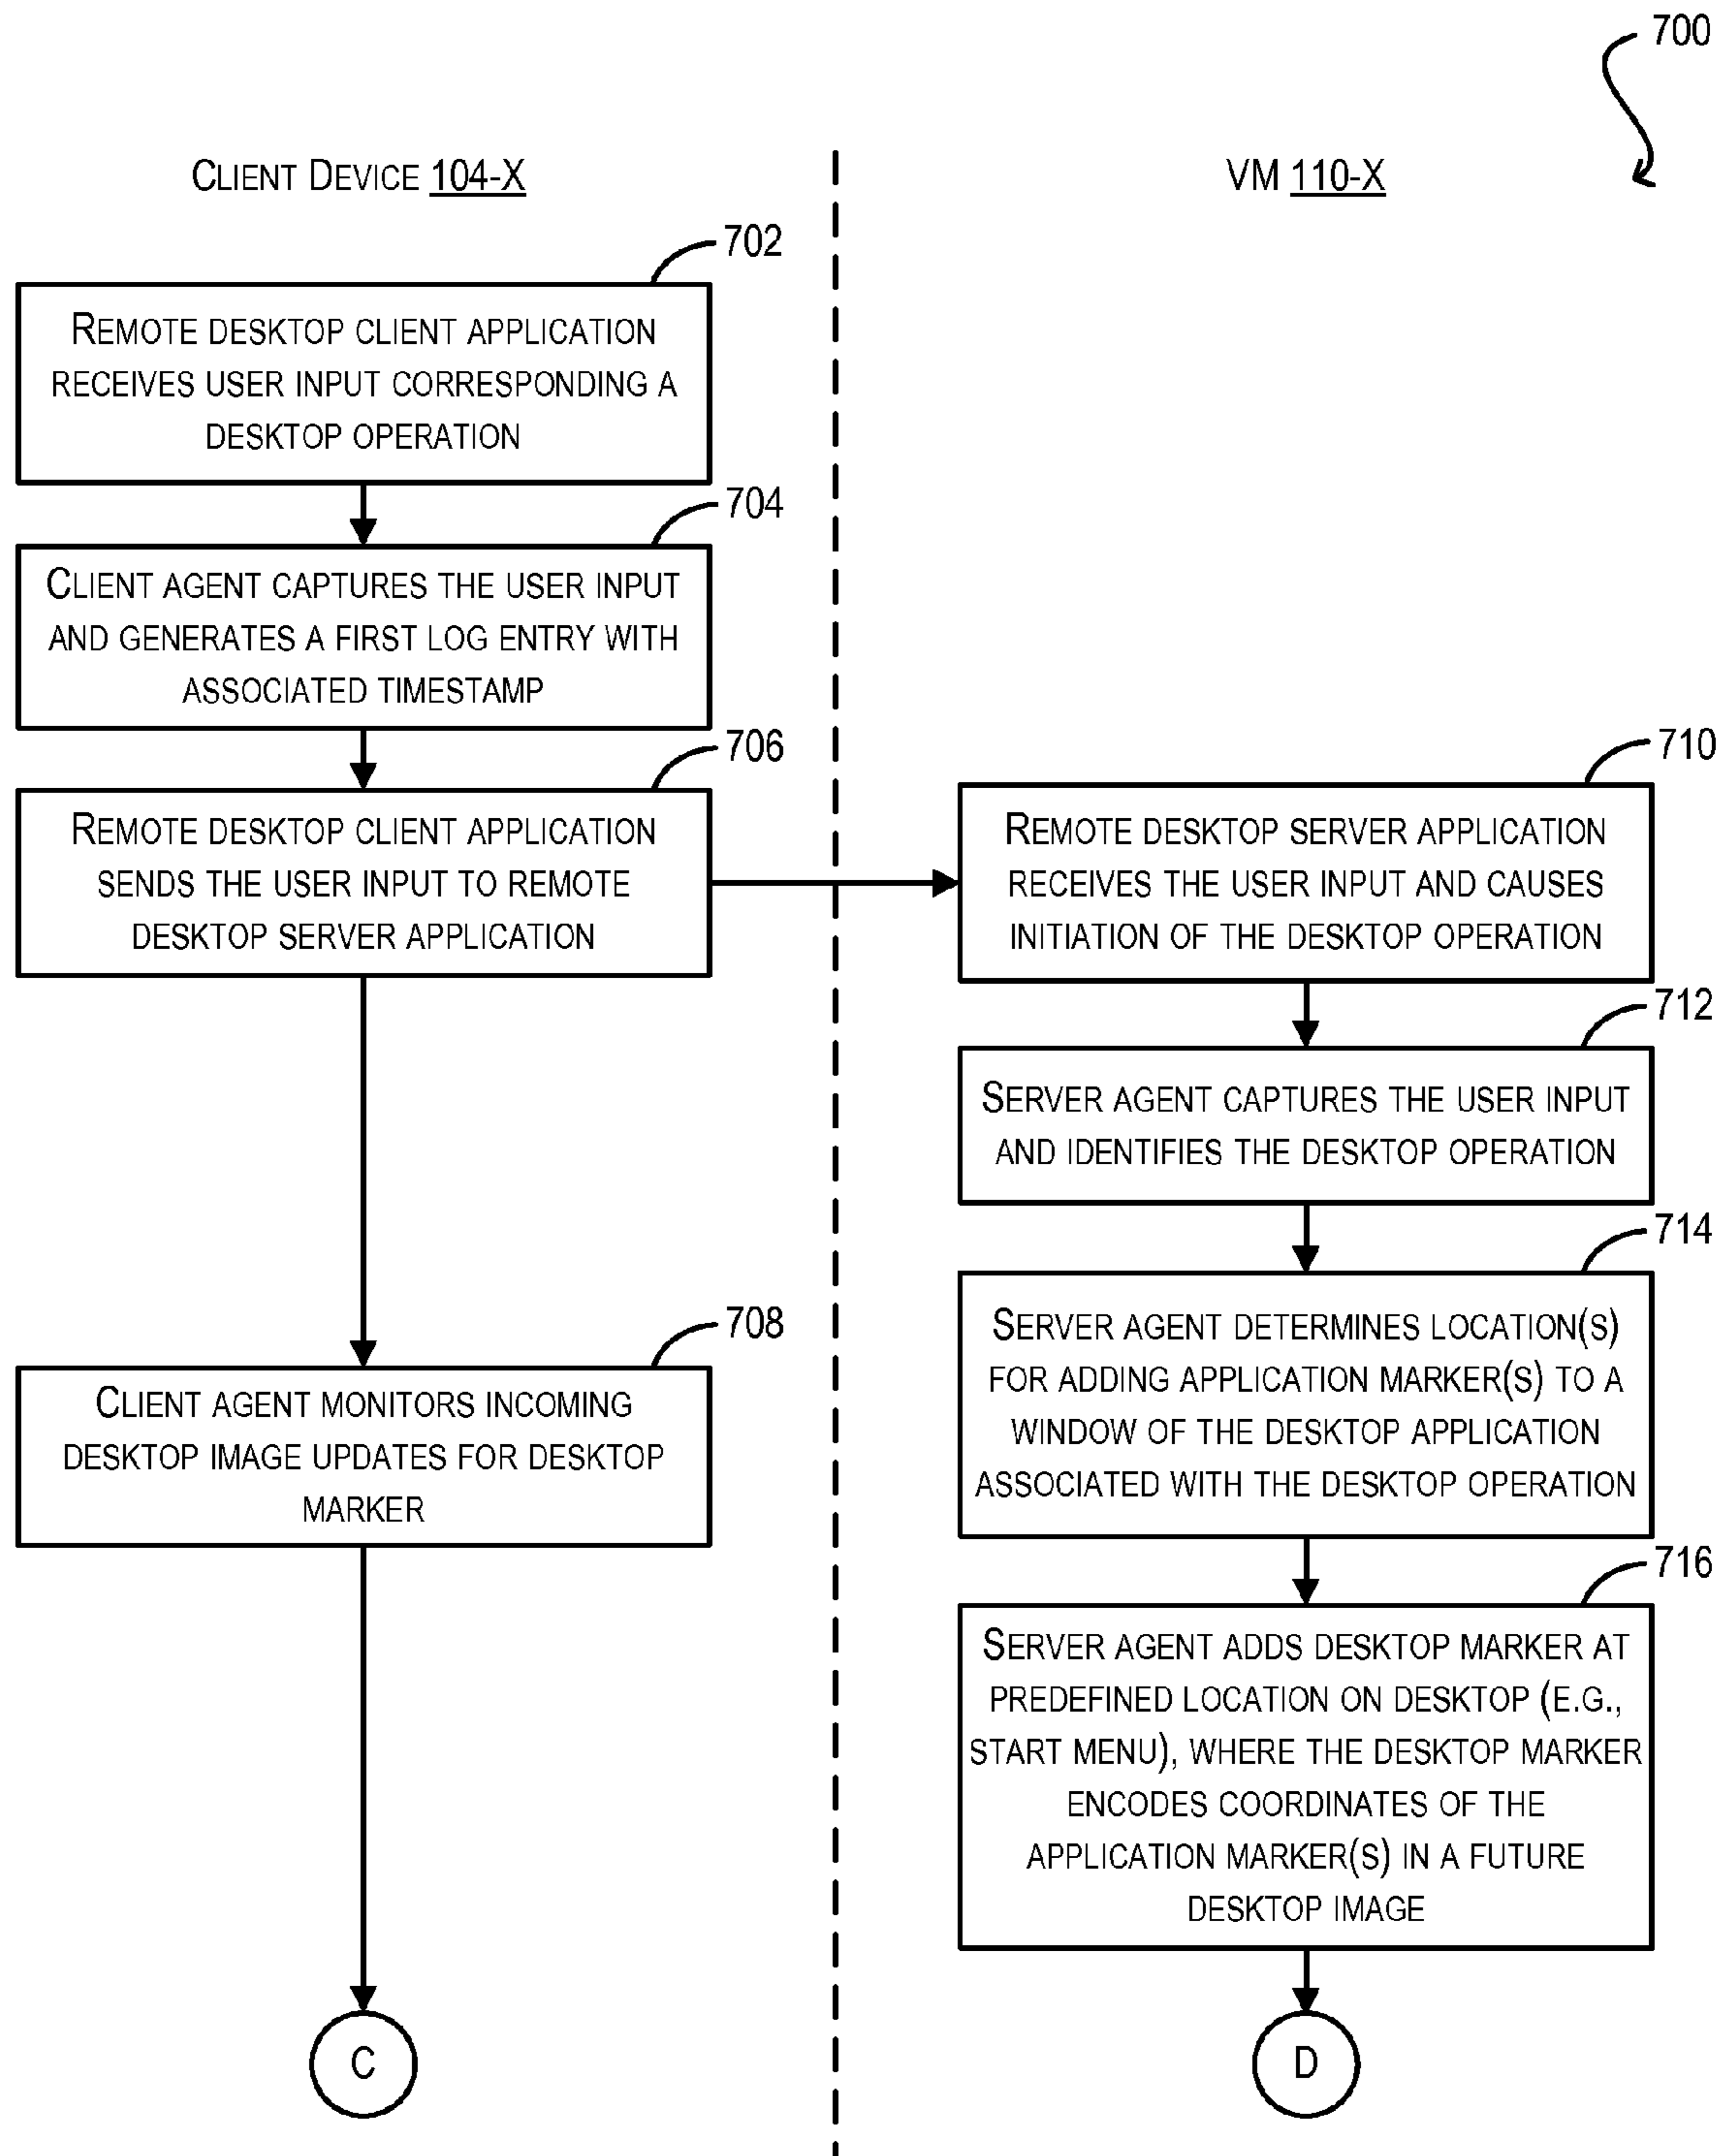 700
CLIENT DEVICE 104-X
VM 110-X
702
REMOTE DESKTOP CLIENT APPLICATION
RECEIVES USER INPUT CORRESPONDING A
DESKTOP OPERATION
704
CLIENT AGENT CAPTURES THE USER INPUT
AND GENERATES A FIRST LOG ENTRY WITH
ASSOCIATED TIMESTAMP
706
REMOTE DESKTOP CLIENT APPLICATION
SENDS THE USER INPUT TO REMOTE
DESKTOP SERVER APPLICATION
708
CLIENT AGENT MONITORS INCOMING
DESKTOP IMAGE UPDATES FOR DESKTOP
MARKER
C
710
REMOTE DESKTOP SERVER APPLICATION
RECEIVES THE USER INPUT AND CAUSES
INITIATION OF THE DESKTOP OPERATION
712
SERVER AGENT CAPTURES THE USER INPUT
AND IDENTIFIES THE DESKTOP OPERATION
714
SERVER AGENT DETERMINES LOCATION(S)
FOR ADDING APPLICATION MARKER(S) TO A
WINDOW OF THE DESKTOP APPLICATION
ASSOCIATED WITH THE DESKTOP OPERATION
716
SERVER AGENT ADDS DESKTOP MARKER AT
PREDEFINED LOCATION ON DESKTOP (E.G.,
START MENU), WHERE THE DESKTOP MARKER
ENCODES COORDINATES OF THE
APPLICATION MARKER(S) IN A FUTURE
DESKTOP IMAGE
D